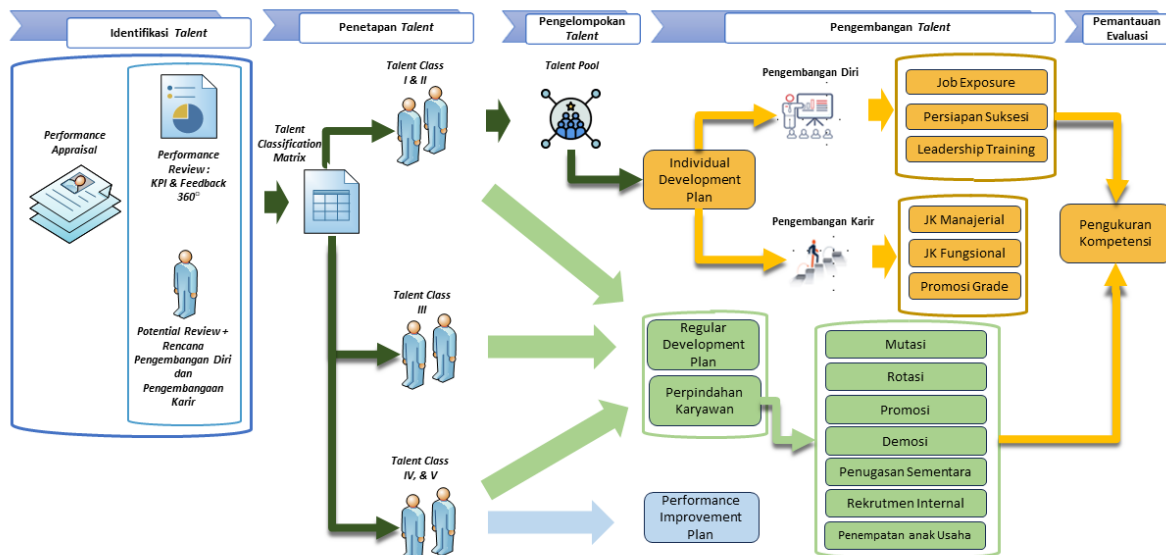 Identifikasi Talent
Penetapan Talent
Pengelompokan
Talent
Pengembangan Talent
Pemantauan
Evaluasi
Performance
Appraisal
Performance
Review :
KPI & Feedback
360°
Potential Review +
Rencana
Pengembangan Diri
dan
Pengembangaan
Karir
Talent
Classification
Matrix
Talent Class
I & II
Talent Class
III
Talent Class
IV, & V
Talent Pool
Individual
Development
Plan
Pengembangan Diri
Pengembangan Karir
Job Exposure
Persiapan Suksesi
Leadership Training
JK Manajerial
JK Fungsional
Promosi Grade
Pengukuran
Kompetensi
Regular
Development
Plan
Perpindahan
Karyawan
Performance
Improvement
Plan
Mutasi
Rotasi
Promosi
Demosi
Penugasan Sementara
Rekrutmen Internal
Penempatan anak Usaha